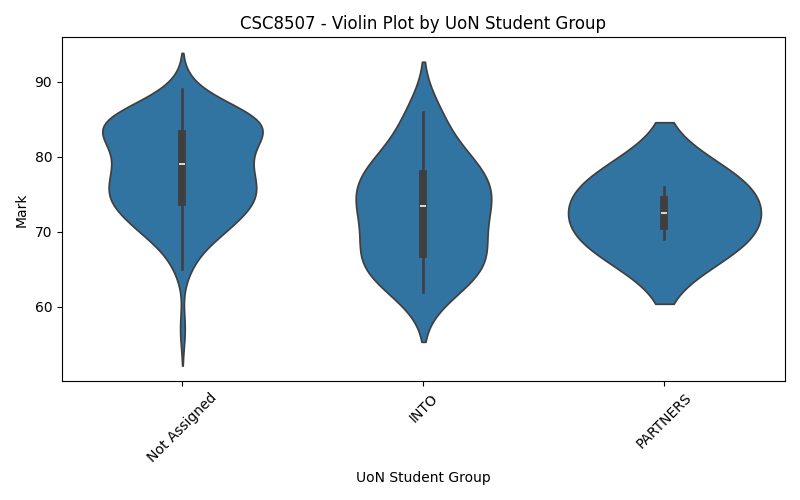 CSC8507 - Violin Plot by UoN Student Group
Mark
90
80
70
60
Not Assigned
INTO
PARTNERS
UoN Student Group